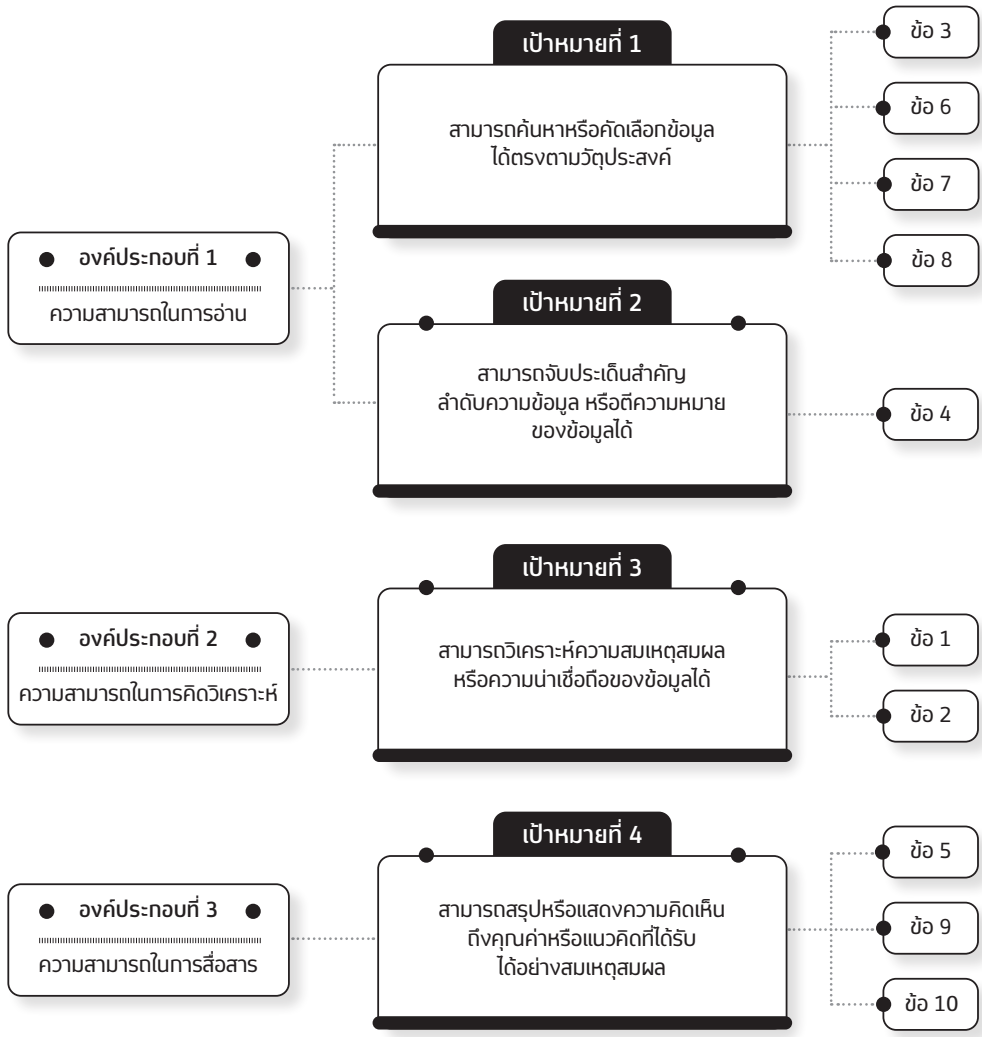 องค์ประกอบที่ 1
ความสามารถในการอ่าน
เป้าหมายที่ 1
สามารถค้นหาหรือคัดเลือกข้อมูล
ได้ตรงตามวัตุประสงค์
ข้อ 3
ข้อ 6
ข้อ 7
ข้อ 8
เป้าหมายที่ 2
สามารถจับประเด็นสำคัญ
ลำดับความข้อมูล หรือตีความหมาย
ของข้อมูลได้
ข้อ 4
องค์ประกอบที่ 2
ความสามารถในการคิดวิเคราะห์
เป้าหมายที่ 3
สามารถวิเคราะห์ความสมเหตุสมผล
หรือความน่าเชื่อถือของข้อมูลได้
ข้อ 1
ข้อ 2
องค์ประกอบที่ 3
ความสามารถในการสื่อสาร
เป้าหมายที่ 4
สามารถสรุปหรือแสดงความคิดเห็น
ถึงคุณค่าหรือแนวคิดที่ได้รับ
ได้อย่างสมเหตุสมผล
ข้อ 5
ข้อ 9
ข้อ 10